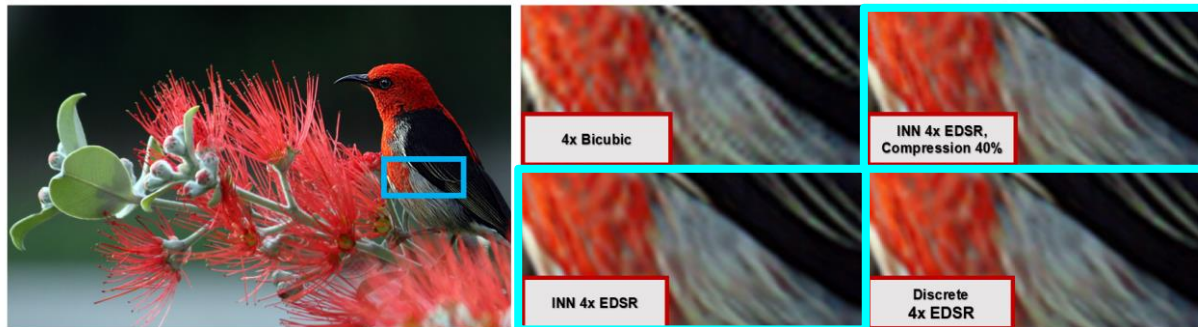 4x Bicubic
INN 4x EDSR,
Compression 40%
INN 4x EDSR
Discrete
4x EDSR